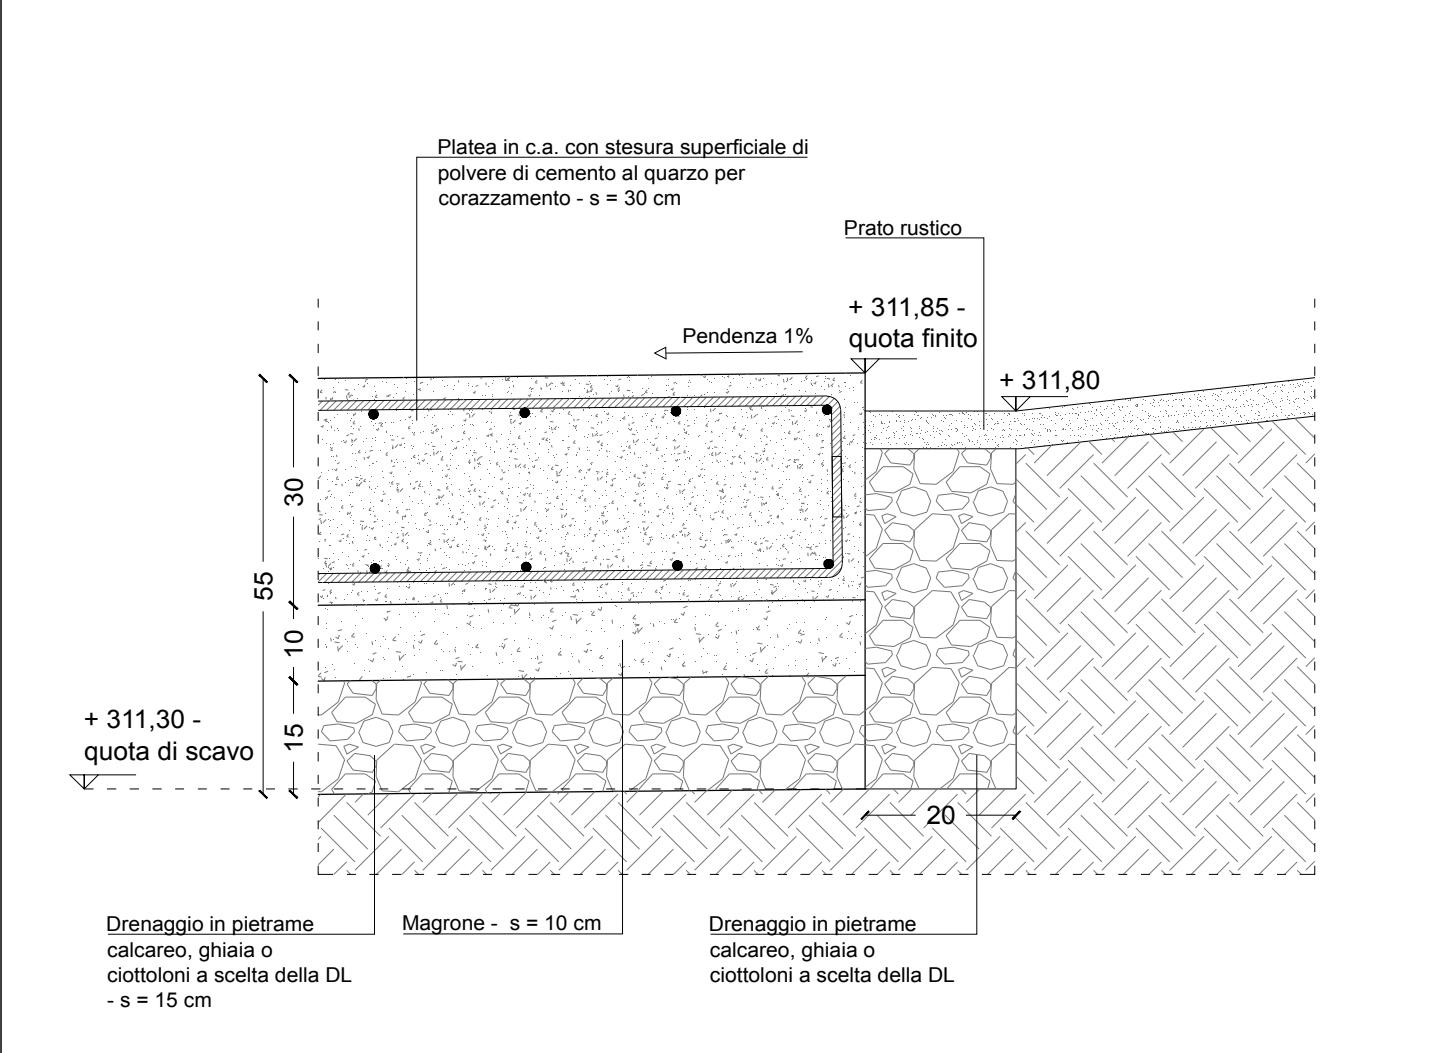 Platea in c.a. con stesura superficiale di
polvere di cemento al quarzo per
corazzamento - s = 30 cm
Prato rustico
+ 311,85 -
quota finito
Pendenza 1%
+ 311,80
30
55
10
15
+ 311,30 -
quota di scavo
20
Drenaggio in pietrame
calcareo, ghiaia o
ciottoloni a scelta della DL
- s = 15 cm
Magrone -  s = 10 cm
Drenaggio in pietrame
calcareo, ghiaia o
ciottoloni a scelta della DL